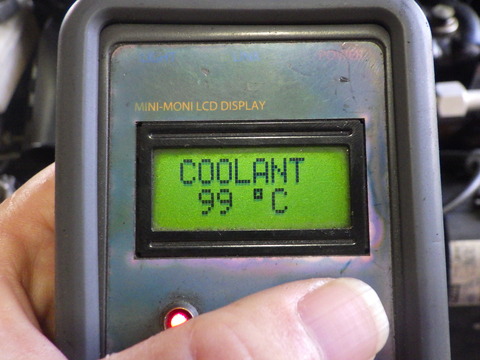 MINI-MONI LCD DISPLAY
COOLANT
99 °C